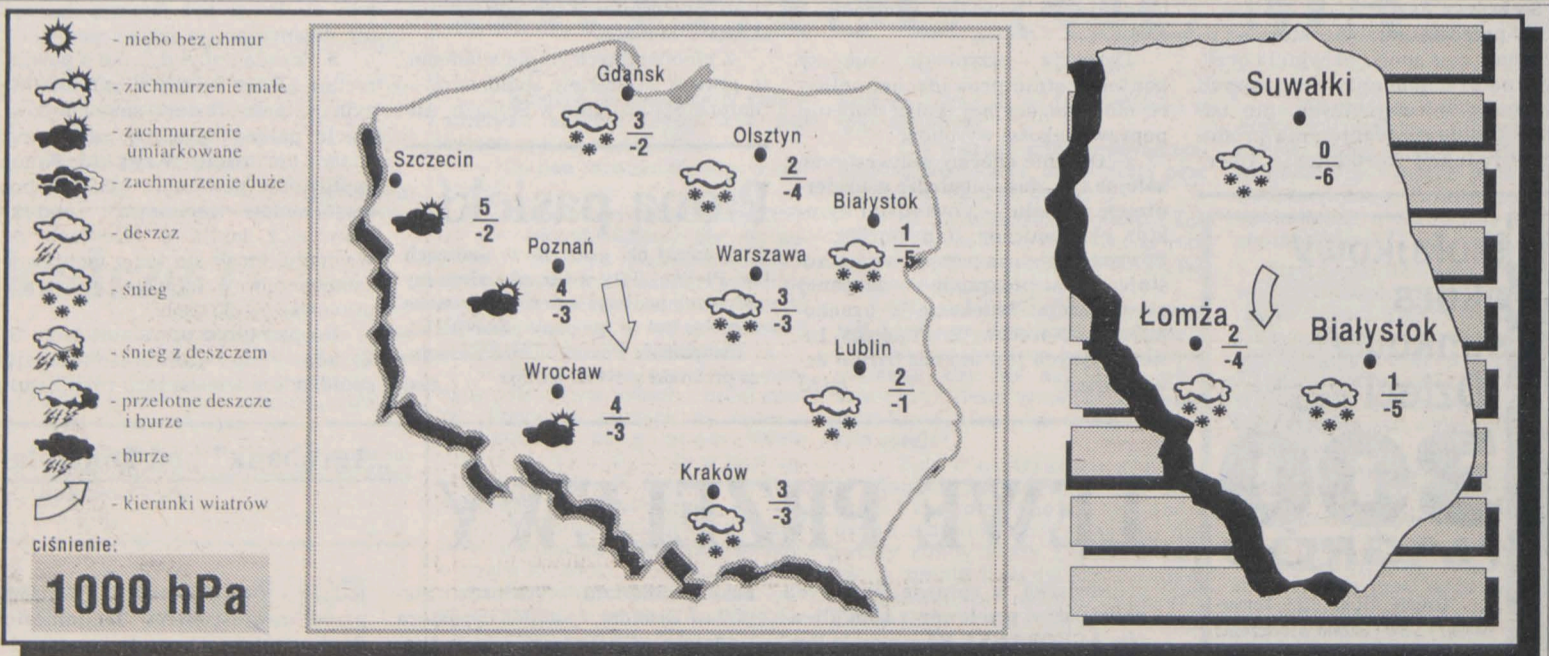 - niebo bez chmur
- zachmurzenie małe
- zachmurzenie
umiarkowane
- zachmurzenie duże
- deszcz
- śnieg
- śnieg z deszczem
- przelotne deszcze
i burze
- burze
- kierunki wiatrów
ciśnienie:
1000 hPa
Gdańsk
3
-2
Olsztyn
2
-4
Szczecin
5
-2
Białystok
1
-5
Poznań
4
-3
Warszawa
3
-3
Lublin
2
-1
Wrocław
4
-3
Kraków
3
-3
Suwałki
0
-6
Łomża
2
-4
Białystok
1
-5